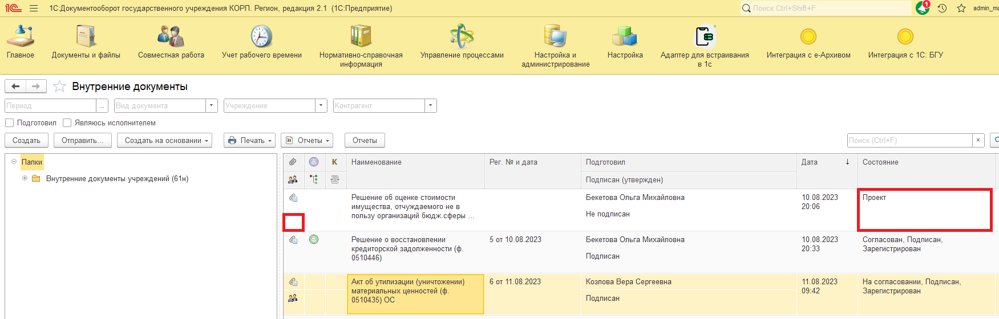 1С:Документооборот государственного учреждения КОРП. Регион, редакция 2.1 (1С:Предприятие)
Поиск Ctrl+Shift+F
1
admin_ma
Главное
Документы и файлы
Совместная работа
Учет рабочего времени
Нормативно-справочная
информация
Управление процессами
Настройка и
администрирование
Настройка
Адаптер для встраивания
в 1с
Интеграция с е-Архивом
Интеграция с 1С: БГУ
Внутренние документы
Период
...
Вид документа
Учреждение
Контрагент
Подготовил
Являюсь исполнителем
Создать
Отправить...
Создать на основании
Печать
Отчеты
Отчеты
Поиск (Ctrl+F)
×
Папки
Внутренние документы учреждений (61н)
К
Наименование
Рег. № и дата
Подготовил
Дата
↓
Состояние
Подписан (утвержден)
Решение об оценке стоимости
имущества, отчуждаемого не в
пользу организаций бюдж.сферы ...
Бекетова Ольга Михайловна
Не подписан
10.08.2023
20:06
Проект
Решение о восстановлении
кредиторской задолженности (ф.
0510446)
5 от 10.08.2023
Бекетова Ольга Михайловна
Подписан
10.08.2023
20:33
Согласован, Подписан,
Зарегистрирован
Акт об утилизации (уничтожении)
материальных ценностей (ф.
0510435) ОС
6 от 11.08.2023
Козлова Вера Сергеевна
Подписан
11.08.2023
09:42
На согласовании, Подписан,
Зарегистрирован